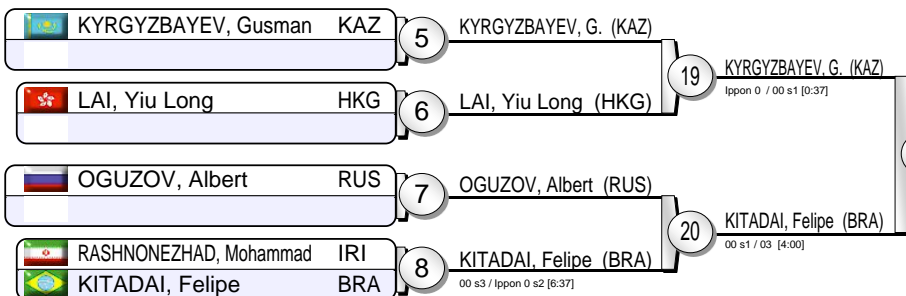 KYRGYZBAYEV, Gusman KAZ
5
KYRGYZBAYEV, G. (KAZ)
19
KYRGYZBAYEV, G. (KAZ)
Ippon 0 / 00 s1 [0:37]
LAI, Yiu Long HKG
6
LAI, Yiu Long (HKG)
OGUZOV, Albert RUS
7
OGUZOV, Albert (RUS)
20
KITADAI, Felipe (BRA)
00 s1 / 03 [4:00]
RASHNONEZHAD, Mohammad IRI
KITADAI, Felipe BRA
8
KITADAI, Felipe (BRA)
00 s3 / Ippon 0 s2 [6:37]